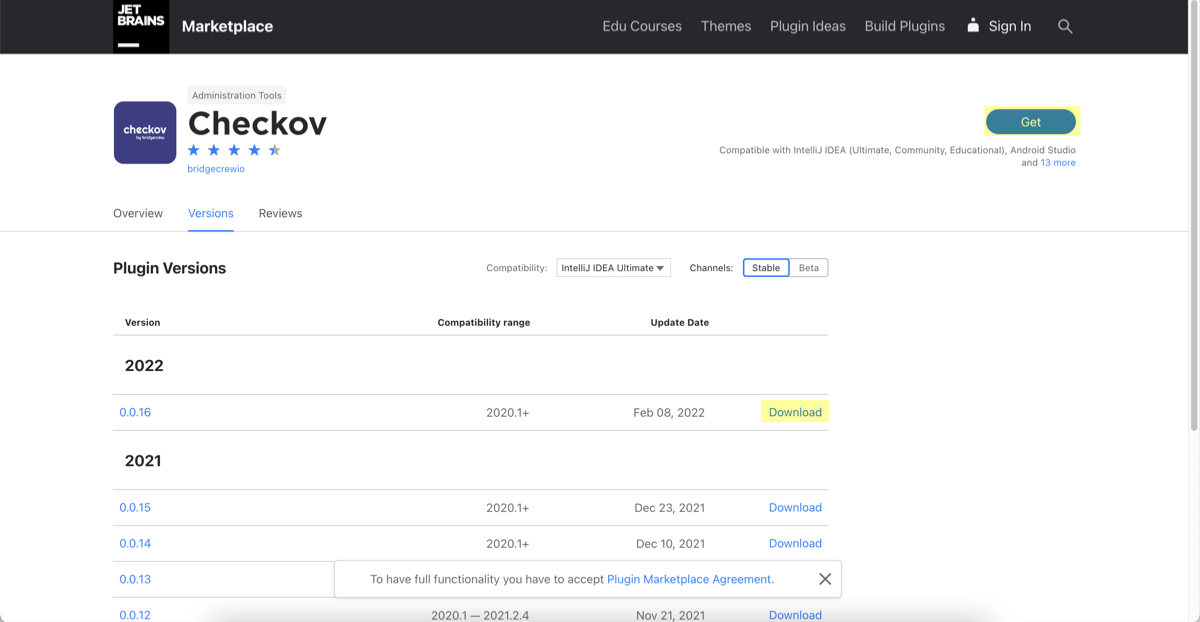 JET
BRAINS
Marketplace
Edu Courses
Themes
Plugin Ideas
Build Plugins
Sign In
Administration Tools
checkov
by bridgecrew
Checkov
bridgecrewio
Get
Compatible with IntelliJ IDEA (Ultimate, Community, Educational), Android Studio
and 13 more
Overview
Versions
Reviews
Plugin Versions
Compatibility:
IntelliJ IDEA Ultimate
Channels:
Stable
Beta
Version
Compatibility range
Update Date
2022
0.0.16
2020.1+
Feb 08, 2022
Download
2021
0.0.15
2020.1+
Dec 23, 2021
Download
0.0.14
2020.1+
Dec 10, 2021
Download
0.0.13
To have full functionality you have to accept Plugin Marketplace Agreement.
0.0.12
2020.1 — 2021.2.4
Nov 21, 2021
Download